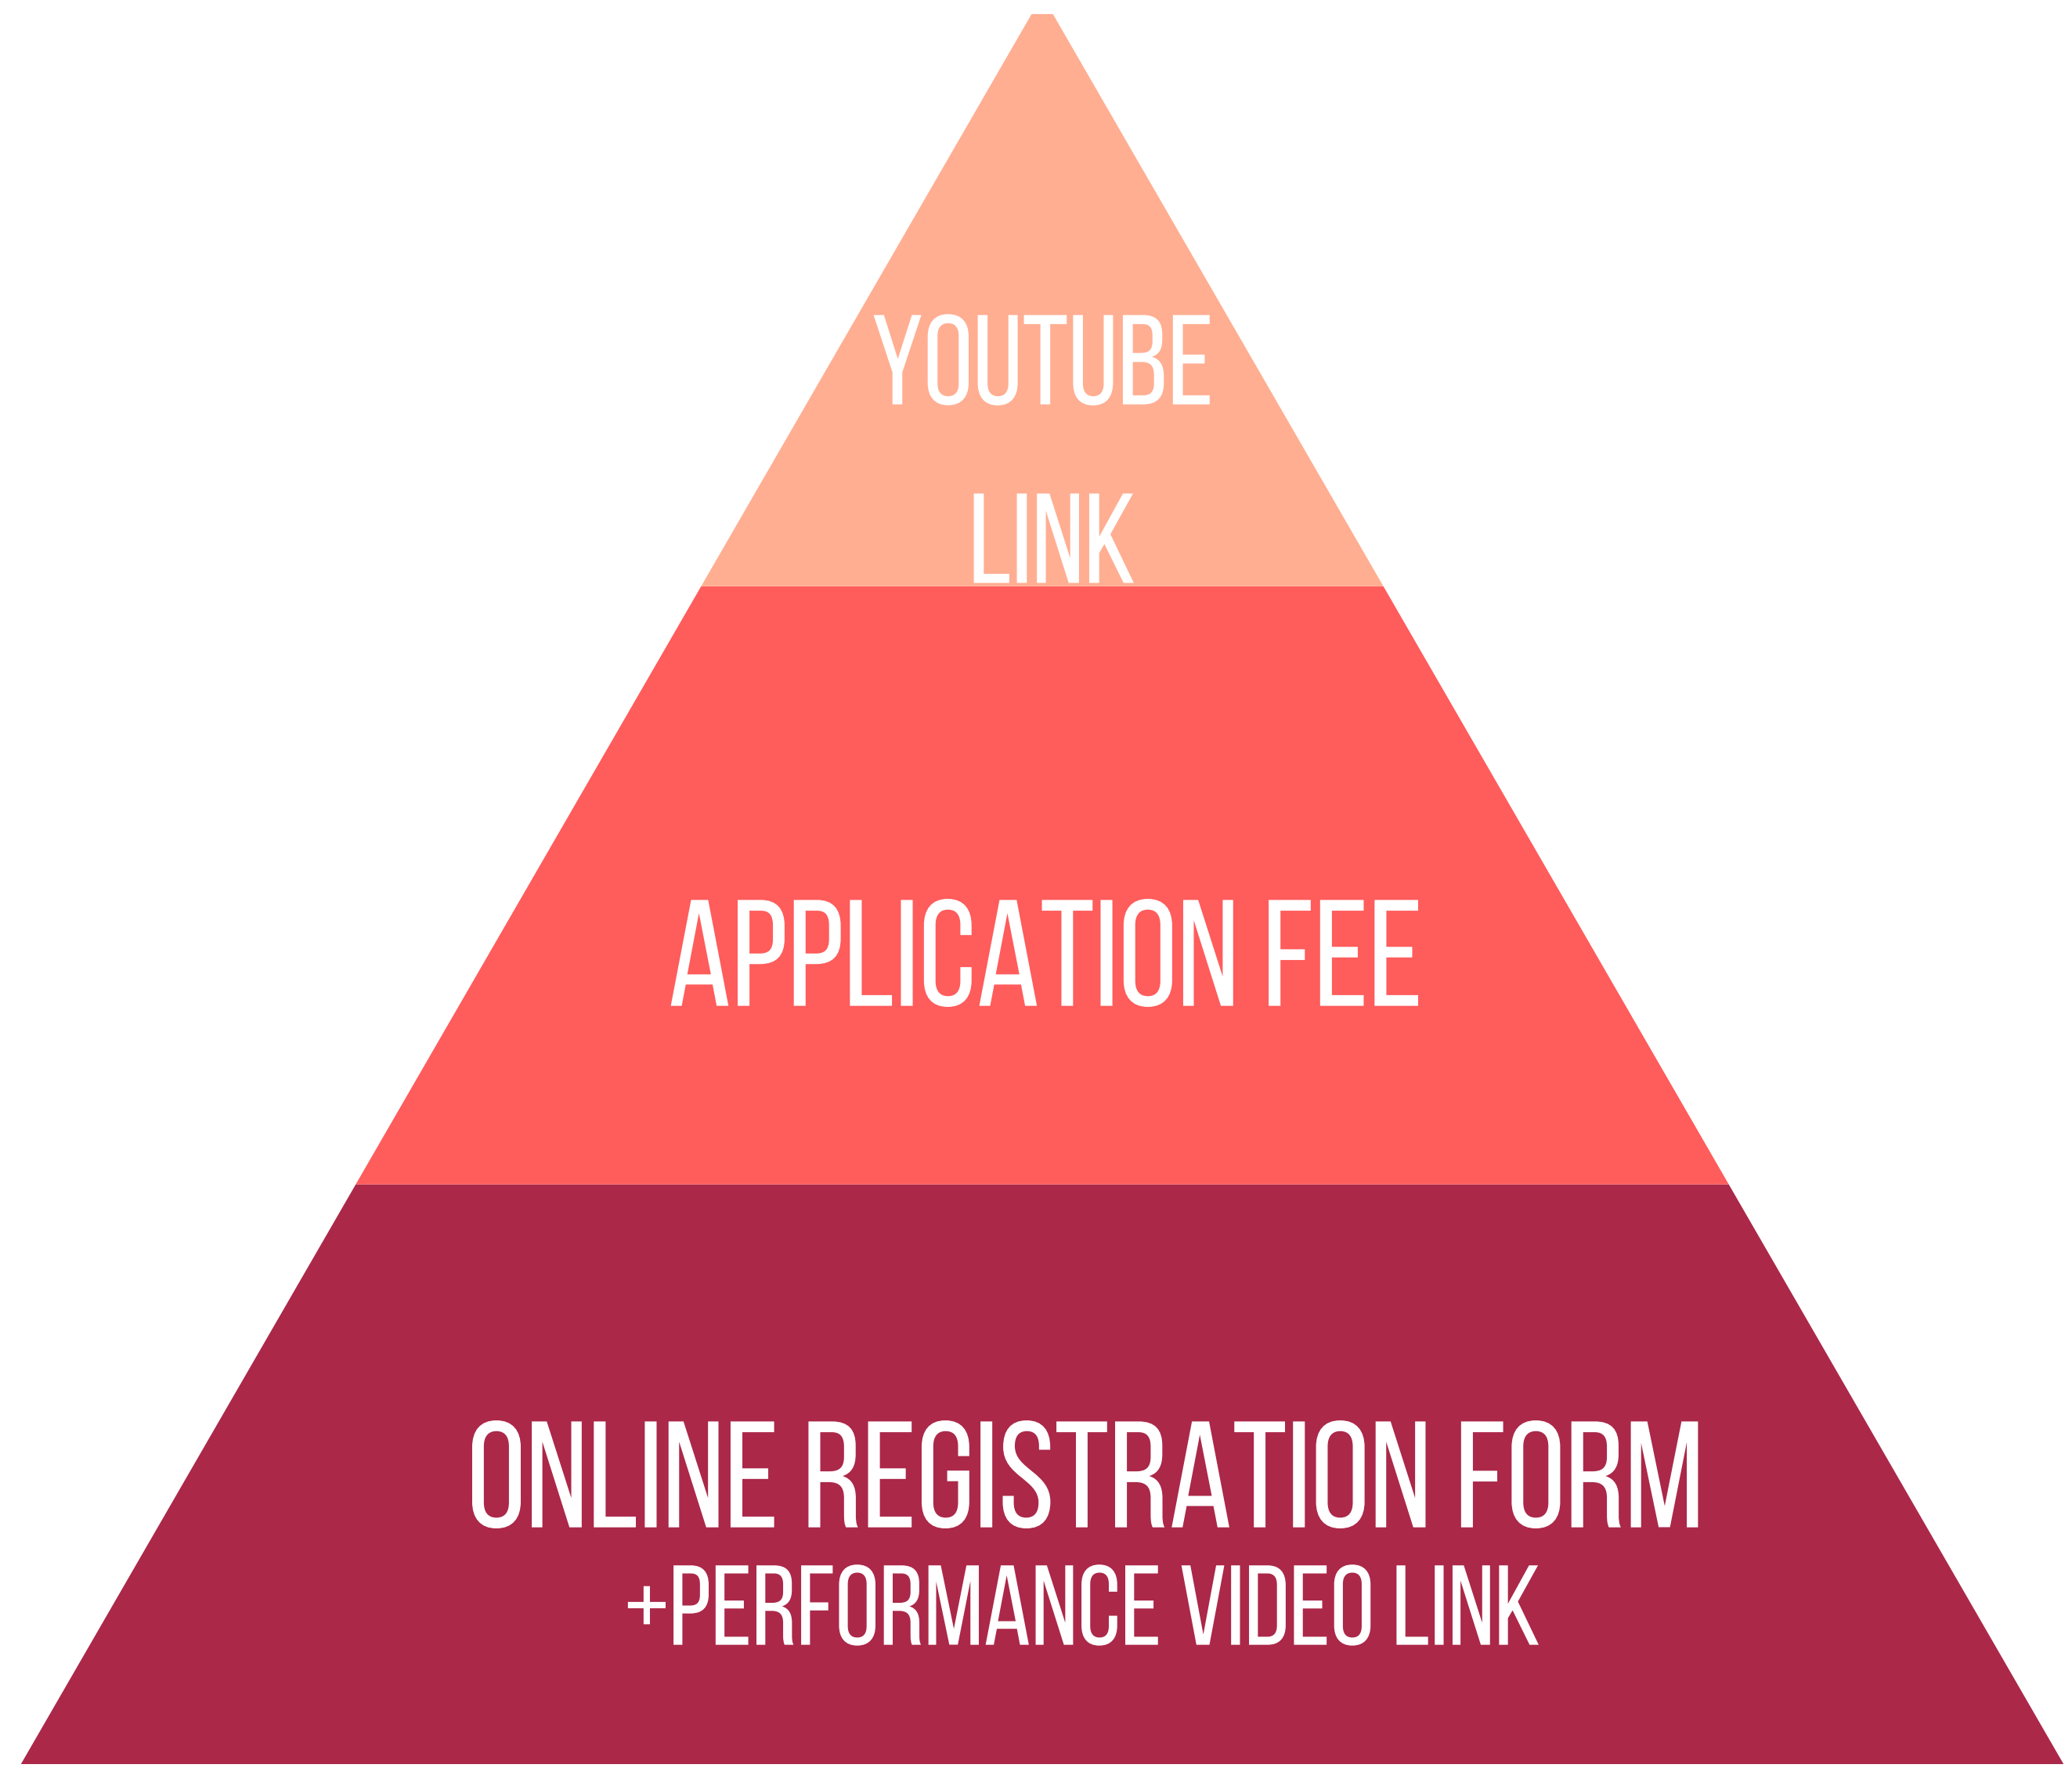 YOUTUBE
LINK
APPLICATION FEE
ONLINE REGISTRATION FORM
+PERFORMANCE VIDEO LINK